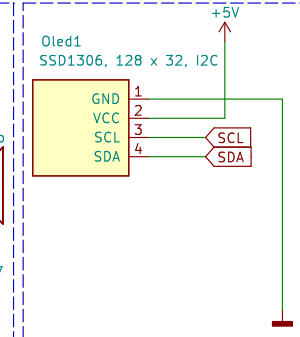 +5V
Oled1
SSD1306, 128 x 32, I2C
GND 1
VCC 2
SCL 3 SCL
SDA 4 SDA